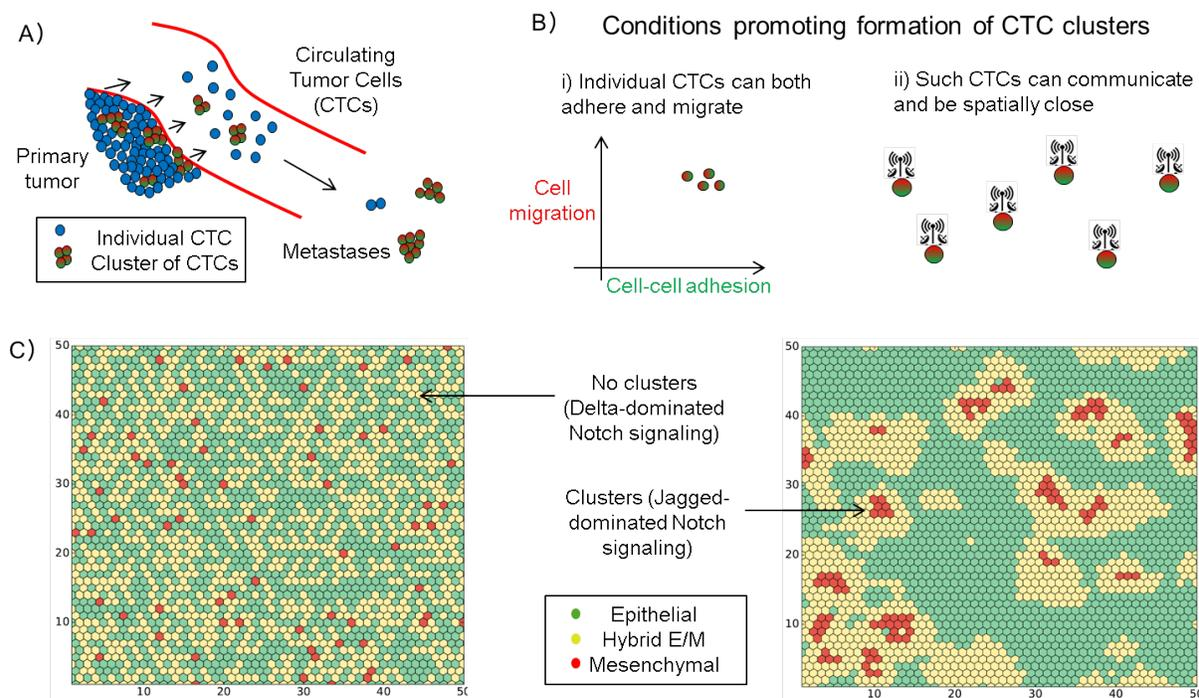 A)
Circulating
Tumor Cells
(CTCs)
Primary
tumor
Individual CTC
Cluster of CTCs
Metastases
B)
Conditions promoting formation of CTC clusters
i) Individual CTCs can both
adhere and migrate
Cell
migration
Cell-cell adhesion
ii) Such CTCs can communicate
and be spatially close
C)
50
40
30
20
10
10
20
30
40
50
No clusters
(Delta-dominated
Notch signaling)
Clusters (Jagged-
dominated Notch
signaling)
Epithelial
Hybrid E/M
Mesenchymal
50
40
30
20
10
10
20
30
40
50